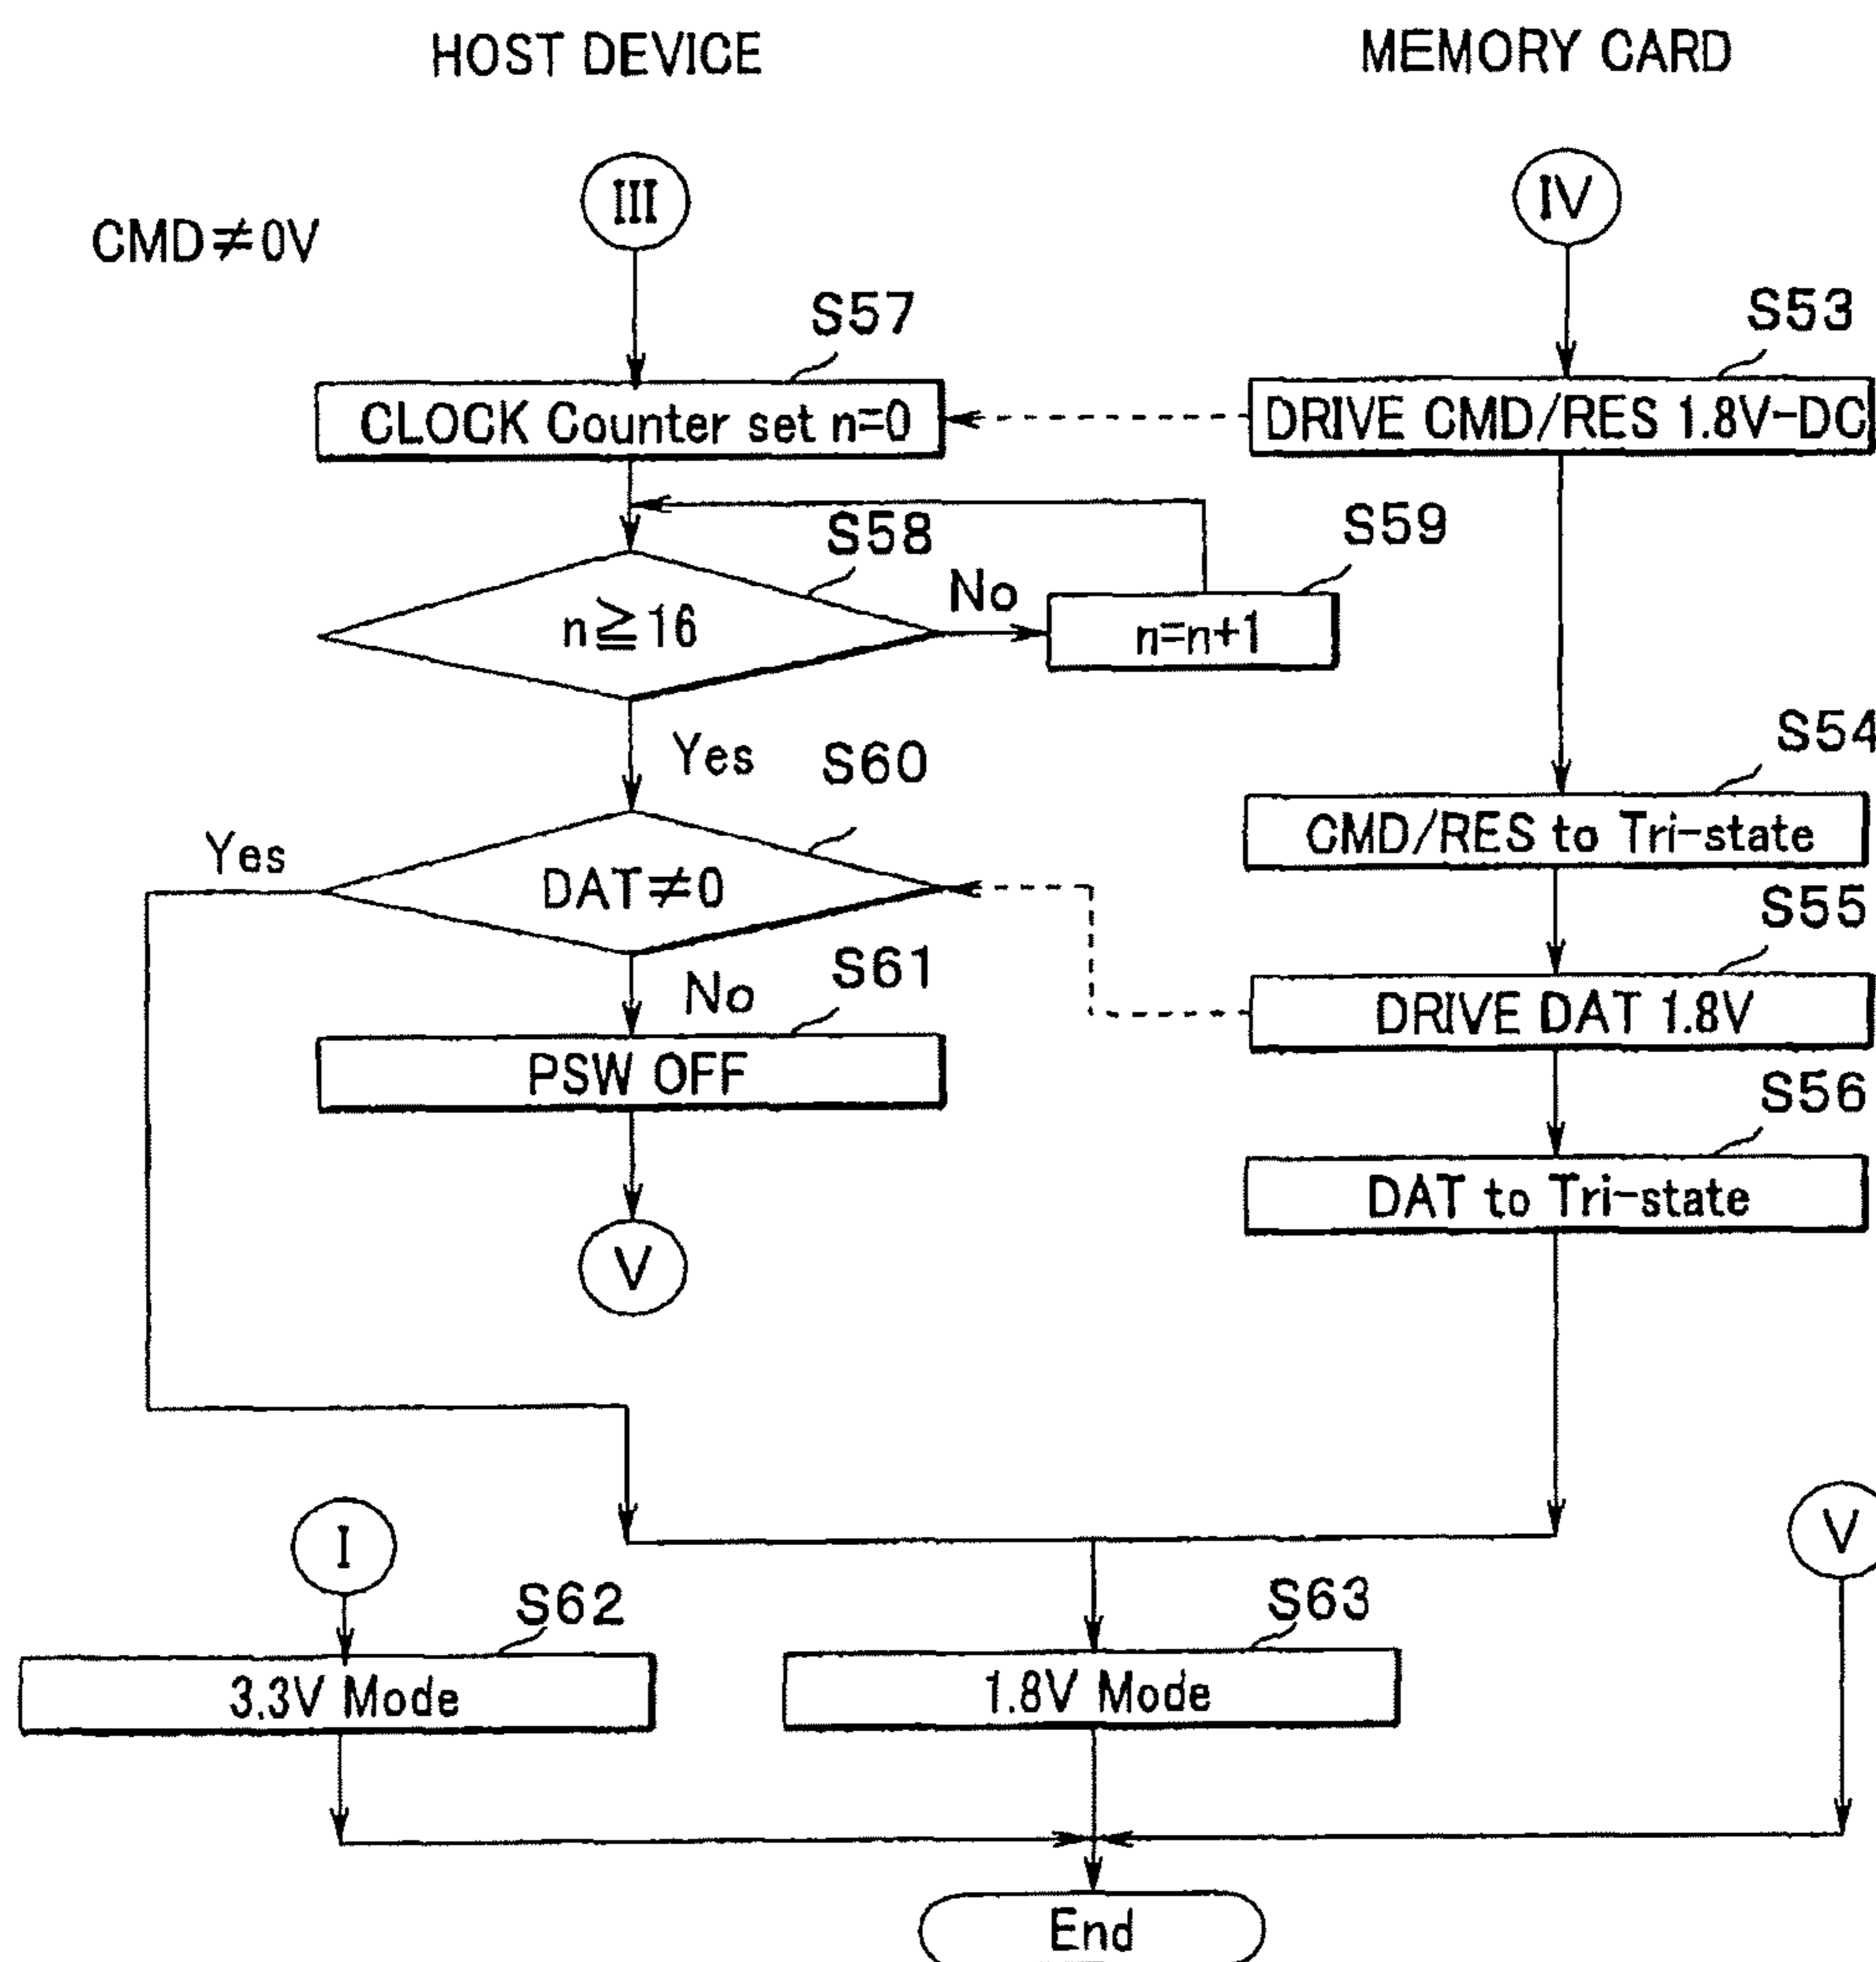 HOST DEVICE
MEMORY CARD
III
IV
CMD≠0V
S57
S53
CLOCK Counter set n=0
DRIVE CMD/RES 1.8V-DC
S58
S59
n≧16
No
n=n+1
Yes
S60
S54
CMD/RES to Tri-state
Yes
DAT≠0
S55
No
S61
DRIVE DAT 1.8V
PSW OFF
S56
DAT to Tri-state
V
I
V
S62
S63
3.3V Mode
1.8V Mode
End